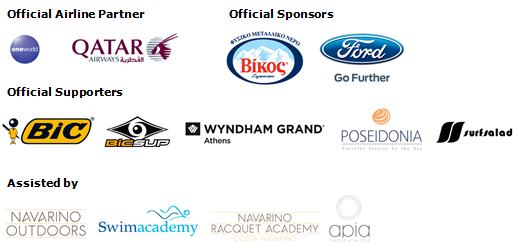 Official Airline Partner
Official Sponsors
oneworld
QATAR
AIRWAYS القطرية
ΦΥΣΙΚΟ ΜΕΤΑΛΛΙΚΟ ΝΕΡΟ
Βίκος
Ford
Go Further
Official Supporters
BiC
BiCSUP
WYNDHAM GRAND
Athens
POSEIDONIA
Tasteful Stories by the Sea
surfsalad
Assisted by
NAVARINO
OUTDOORS
Swimacademy
NAVARINO
RACQUET ACADEMY
COSTA NAVARINO
apia